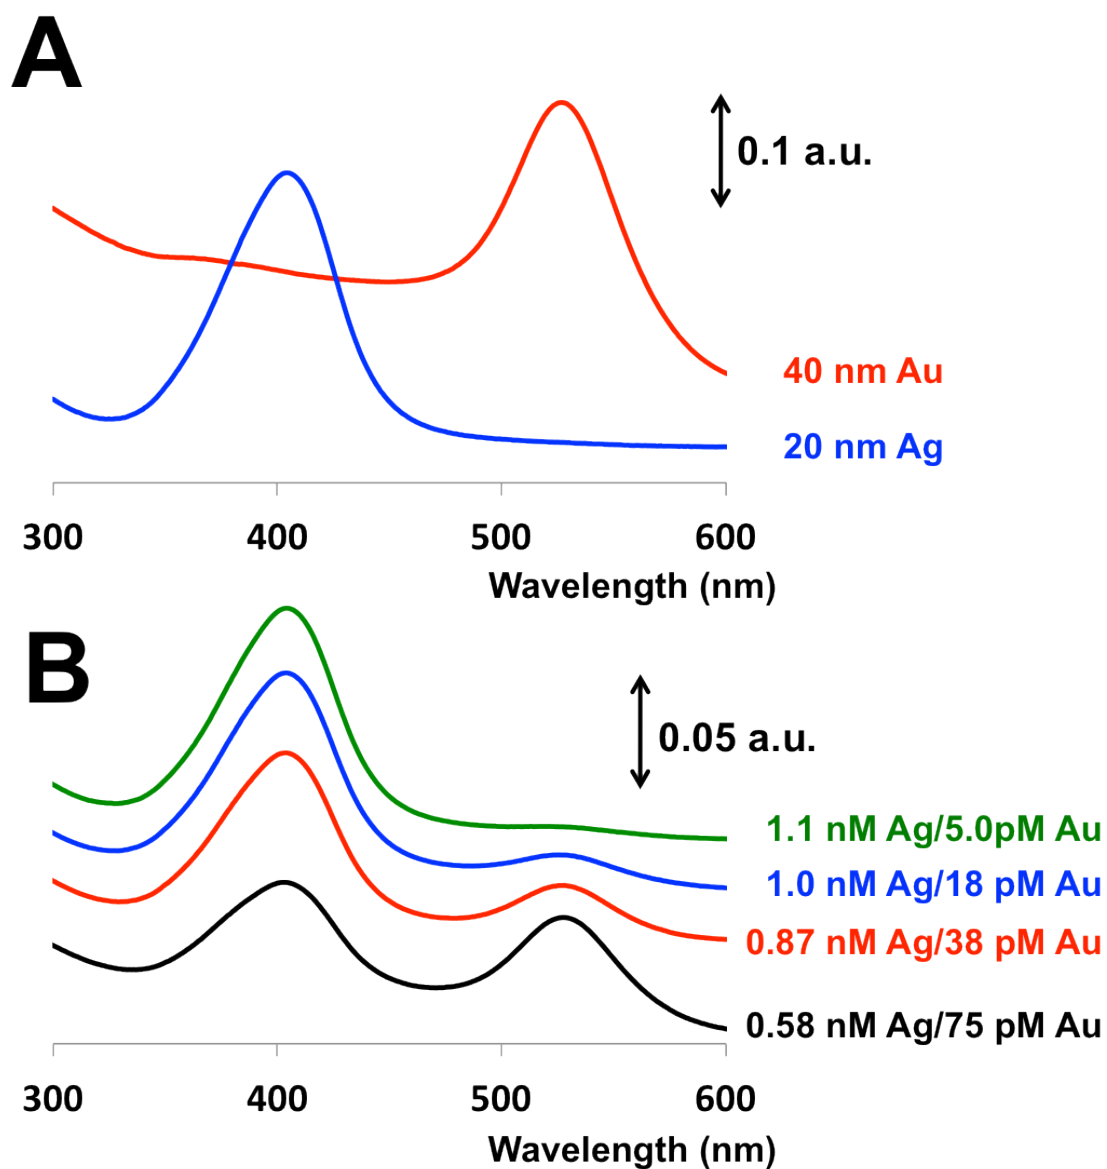 A
0.1 a.u.
40 nm Au
20 nm Ag
300 400 500 600
Wavelength (nm)
B
0.05 a.u.
1.1 nM Ag/5.0pM Au
1.0 nM Ag/18 pM Au
0.87 nM Ag/38 pM Au
0.58 nM Ag/75 pM Au
300 400 500 600
Wavelength (nm)